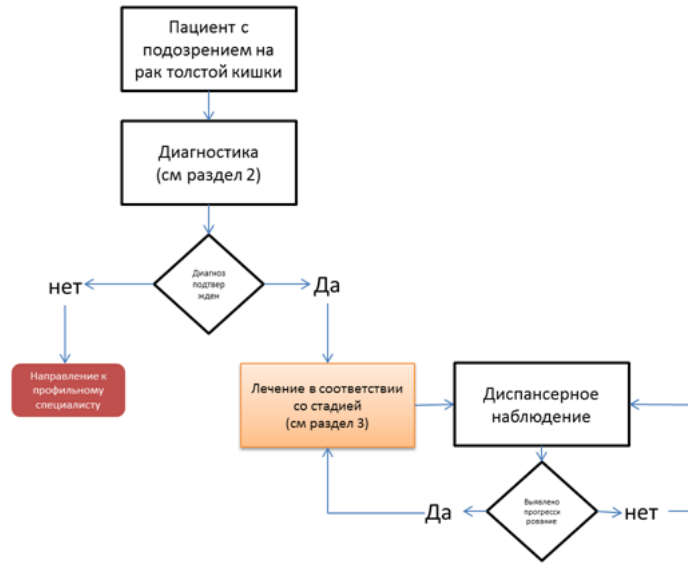 Пациент с
подозрением на
рак толстой кишки
Диагностика
(см раздел 2)
Диагноз
подтвер
жден
нет
Да
Направление к
профильному
специалисту
Лечение в соответствии
со стадией
(см раздел 3)
Диспансерное
наблюдение
Выявлено
прогресси
рование
Да
нет